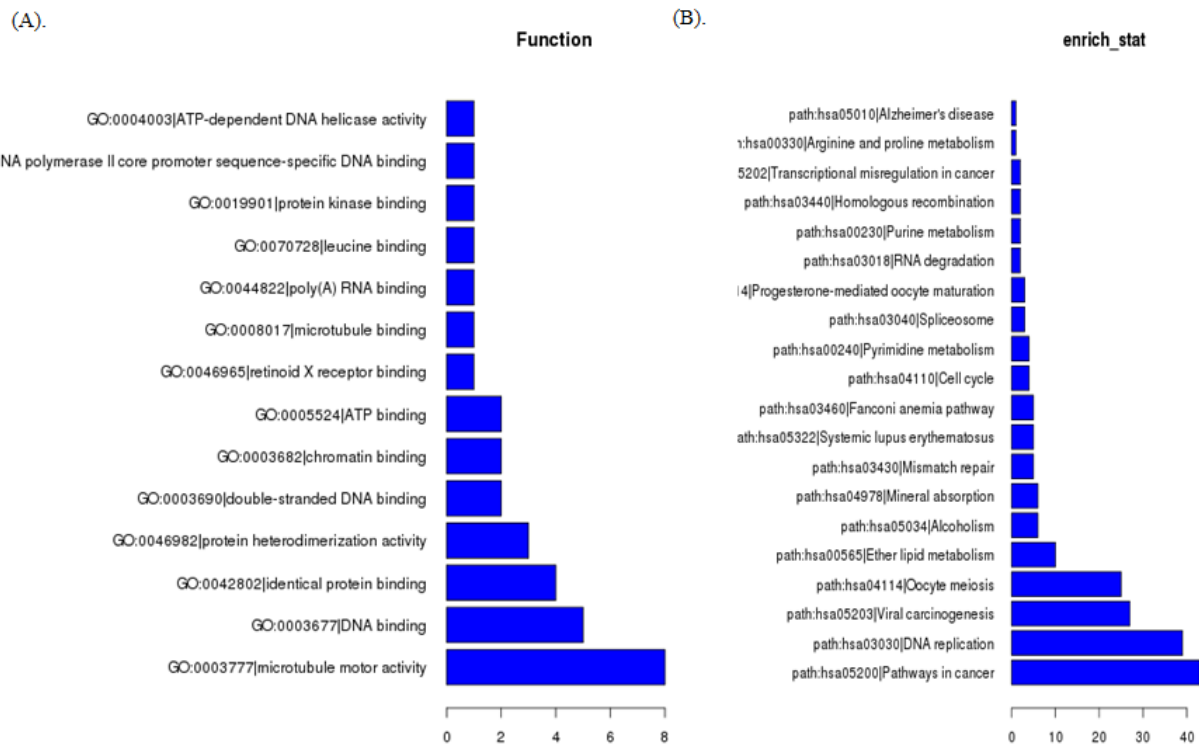 (A).
Function
GO:0004003|ATP-dependent DNA helicase activity
NA polymerase II core promoter sequence-specific DNA binding
GO:0019901|protein kinase binding
GO:0070728|leucine binding
GO:0044822|poly(A) RNA binding
GO:0008017|microtubule binding
GO:0046965|retinoid X receptor binding
GO:0005524|ATP binding
GO:0003682|chromatin binding
GO:0003690|double-stranded DNA binding
GO:0046982|protein heterodimerization activity
GO:0042802|identical protein binding
GO:0003677|DNA binding
GO:0003777|microtubule motor activity
0 2 4 6 8
(B).
enrich_stat
path:hsa05010|Alzheimer's disease
ı:hsa00330|Arginine and proline metabolism
5202|Transcriptional misregulation in cancer
path:hsa03440|Homologous recombination
path:hsa00230|Purine metabolism
path:hsa03018|RNA degradation
14|Progesterone-mediated oocyte maturation
path:hsa03040|Spliceosome
path:hsa00240|Pyrimidine metabolism
path:hsa04110|Cell cycle
path:hsa03460|Fanconi anemia pathway
ath:hsa05322|Systemic lupus erythematosus
path:hsa03430|Mismatch repair
path:hsa04978|Mineral absorption
path:hsa05034|Alcoholism
path:hsa00565|Ether lipid metabolism
path:hsa04114|Oocyte meiosis
path:hsa05203|Viral carcinogenesis
path:hsa03030|DNA replication
path:hsa05200|Pathways in cancer
0 10 20 30 40